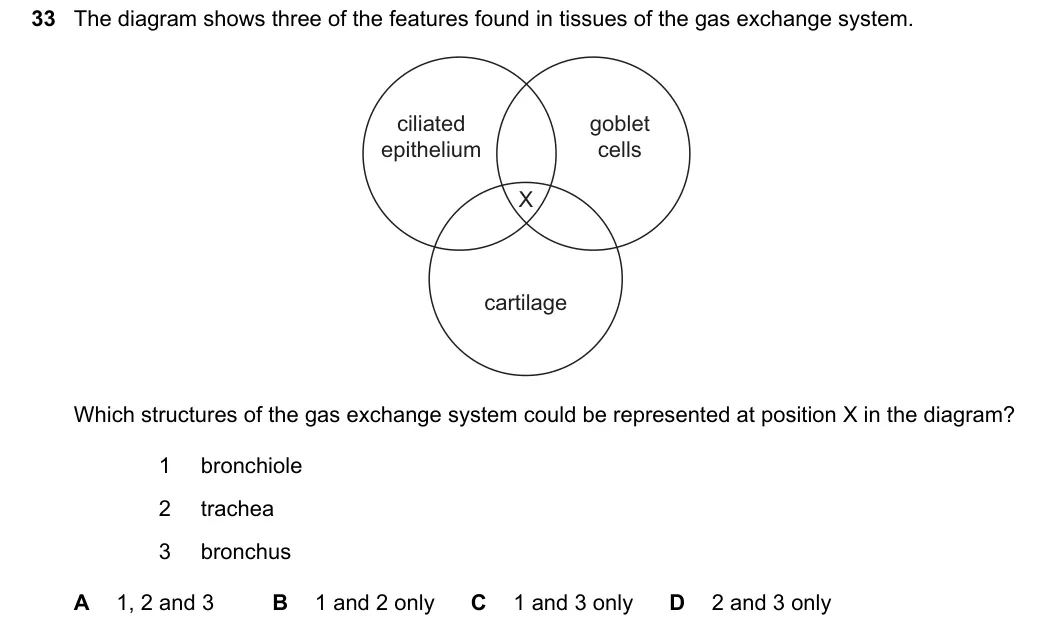 33 The diagram shows three of the features found in tissues of the gas exchange system.
ciliated
epithelium
goblet
cells
X
cartilage
Which structures of the gas exchange system could be represented at position X in the diagram?
1 bronchiole
2 trachea
3 bronchus
A 1, 2 and 3 B 1 and 2 only C 1 and 3 only D 2 and 3 only